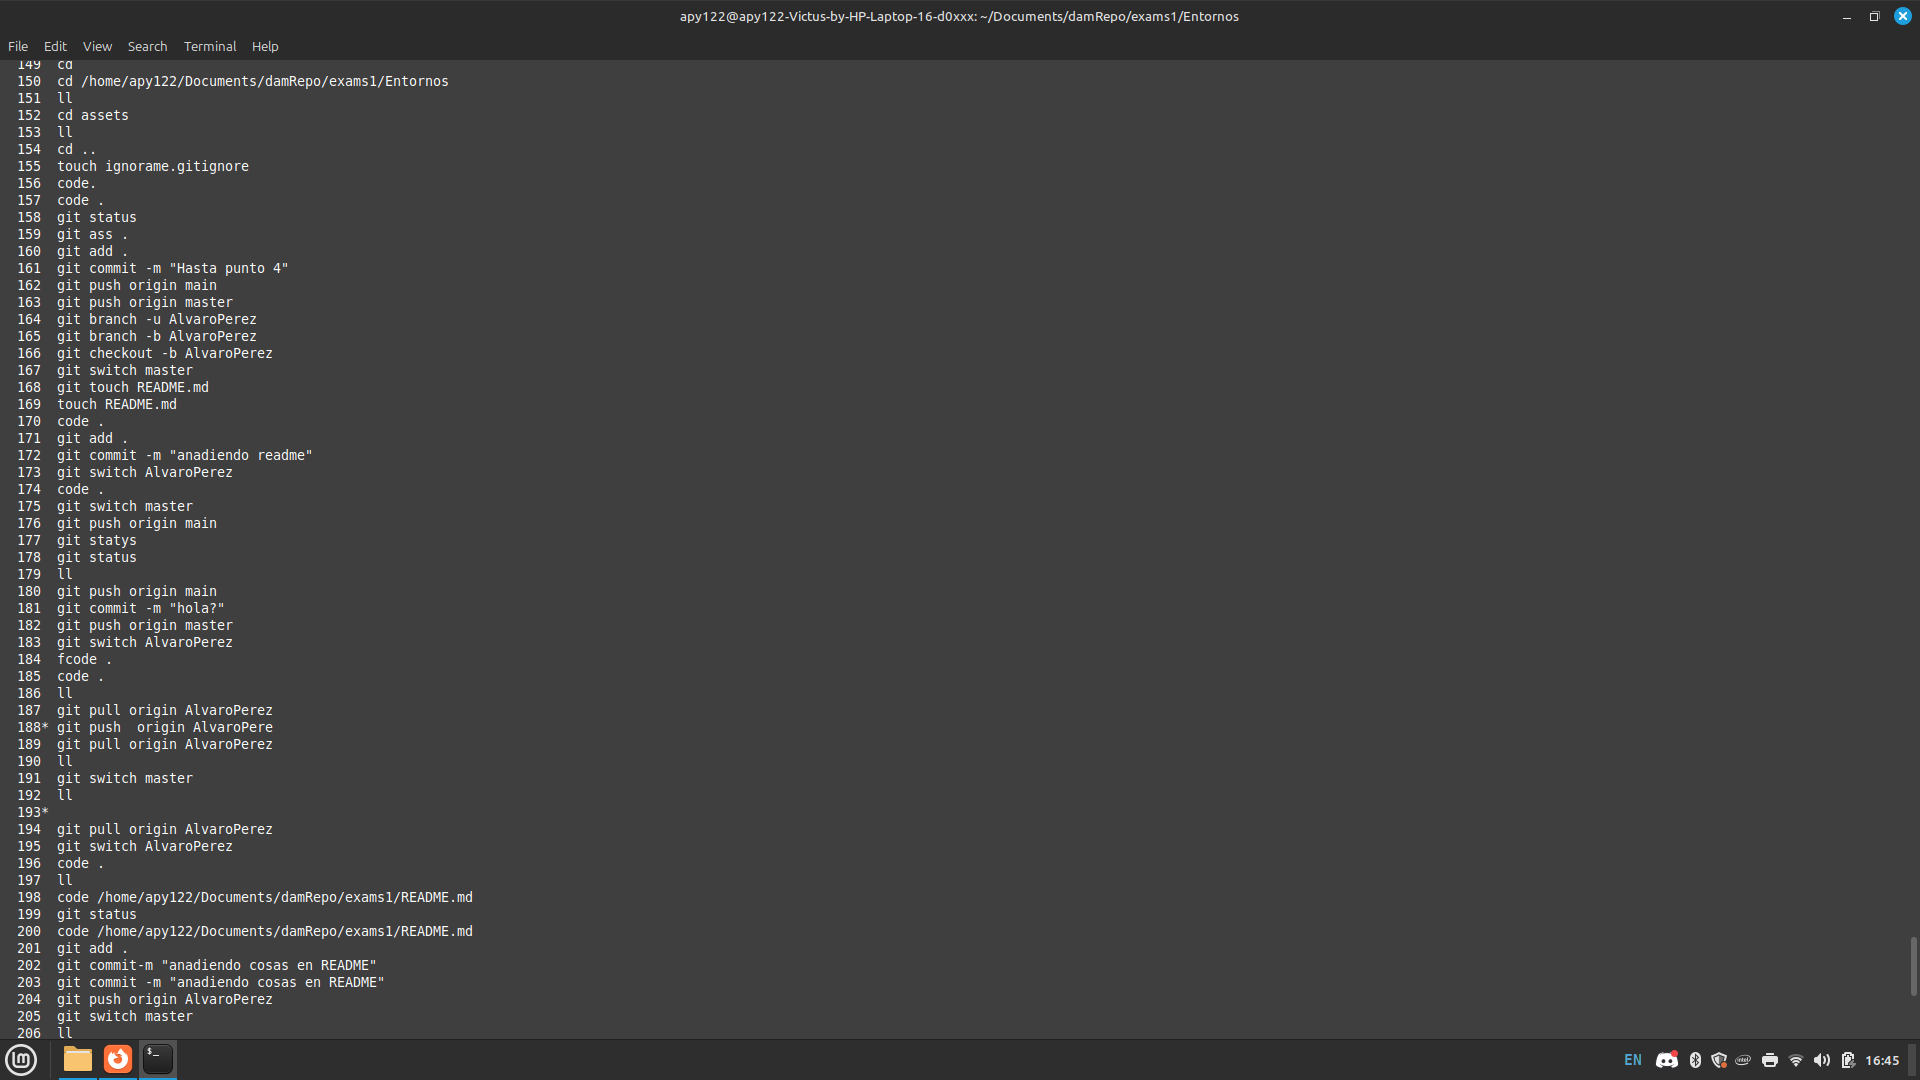 apy122@apy122-Victus-by-HP-Laptop-16-d0xxx: ~/Documents/damRepo/exams1/Entornos
File Edit View Search Terminal Help
149 cd
150 cd /home/apy122/Documents/damRepo/exams1/Entornos
151 ll
152 cd assets
153 ll
154 cd ..
155 touch ignorame.gitignore
156 code.
157 code .
158 git status
159 git ass .
160 git add .
161 git commit -m "Hasta punto 4"
162 git push origin main
163 git push origin master
164 git branch -u AlvaroPerez
165 git branch -b AlvaroPerez
166 git checkout -b AlvaroPerez
167 git switch master
168 git touch README.md
169 touch README.md
170 code .
171 git add .
172 git commit -m "anadiendo readme"
173 git switch AlvaroPerez
174 code .
175 git switch master
176 git push origin main
177 git statys
178 git status
179 ll
180 git push origin main
181 git commit -m "hola?"
182 git push origin master
183 git switch AlvaroPerez
184 fcode .
185 code .
186 ll
187 git pull origin AlvaroPerez
188* git push  origin AlvaroPere
189 git pull origin AlvaroPerez
190 ll
191 git switch master
192 ll
193*
194 git pull origin AlvaroPerez
195 git switch AlvaroPerez
196 code .
197 ll
198 code /home/apy122/Documents/damRepo/exams1/README.md
199 git status
200 code /home/apy122/Documents/damRepo/exams1/README.md
201 git add .
202 git commit-m "anadiendo cosas en README"
203 git commit -m "anadiendo cosas en README"
204 git push origin AlvaroPerez
205 git switch master
206 ll
$_
EN
intel
16:45